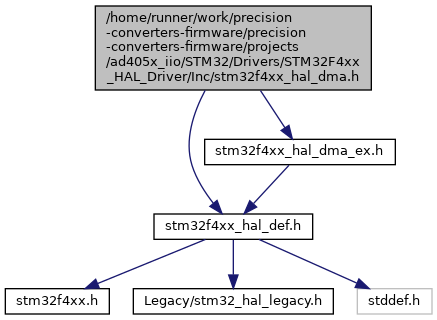 /home/runner/work/precision
-converters-firmware/precision
-converters-firmware/projects
/ad405x_iio/STM32/Drivers/STM32F4xx
_HAL_Driver/Inc/stm32f4xx_hal_dma.h
stm32f4xx_hal_dma_ex.h
stm32f4xx_hal_def.h
stm32f4xx.h
Legacy/stm32_hal_legacy.h
stddef.h